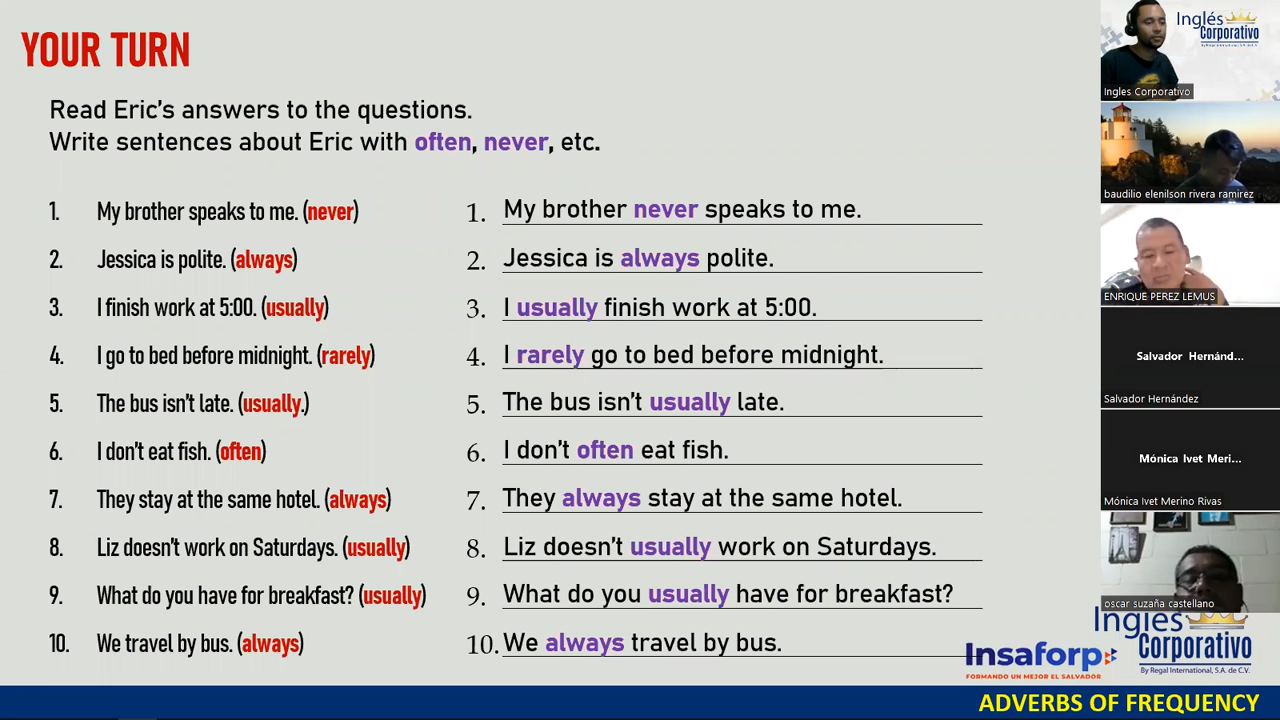 YOUR TURN
Read Eric's answers to the questions.
Write sentences about Eric with often, never, etc.
1. My brother speaks to me. (never)
1. My brother never speaks to me.
2. Jessica is polite. (always)
2. Jessica is always polite.
3. I finish work at 5:00. (usually)
3. I usually finish work at 5:00.
4. I go to bed before midnight. (rarely)
4. I rarely go to bed before midnight.
5. The bus isn't late. (usually.)
5. The bus isn't usually late.
6. I don't eat fish. (often)
6. I don't often eat fish.
7. They stay at the same hotel. (always)
7. They always stay at the same hotel.
8. Liz doesn't work on Saturdays. (usually)
8. Liz doesn't usually work on Saturdays.
9. What do you have for breakfast? (usually)
9. What do you usually have for breakfast?
10. We travel by bus. (always)
10. We always travel by bus.
Inglés
Corporativo
By Regal International, S.A. de C.V.
Ingles Corporativo
baudilio elenilson rivera ramirez
ENRIQUE PEREZ LEMUS
Salvador Hernánd...
Salvador Hernández
Mónica Ivet Meri...
Mónica Ivet Merino Rivas
oscar suzaña castellano
Inglés
Corporativo
By Regal International, S.A. de C.V.
Insaforp
FORMANDO UN MEJOR EL SALVADOR
ADVERBS OF FREQUENCY